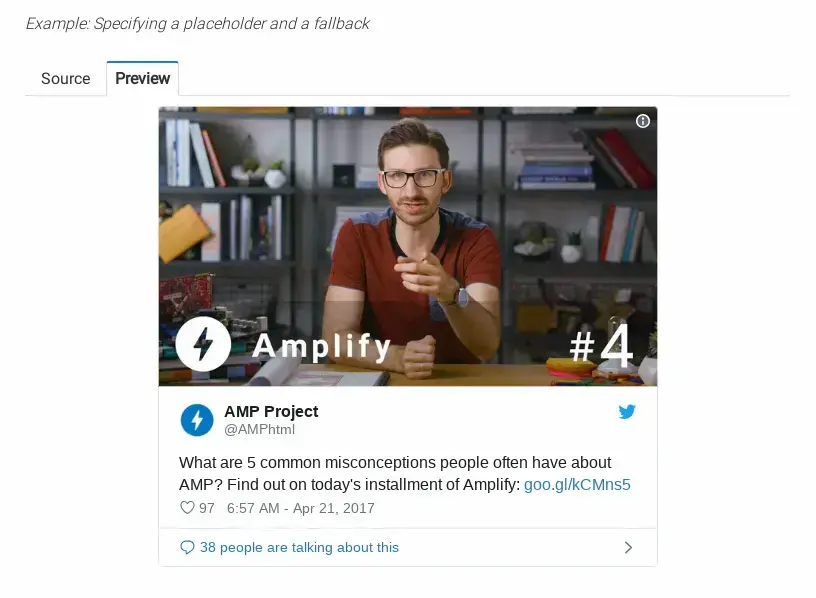 Example: Specifying a placeholder and a fallback
Source
Preview
Amplify
#4
AMP Project
@AMPhtml
What are 5 common misconceptions people often have about
AMP? Find out on today's installment of Amplify: goo.gl/kCMns5
97 6:57 AM - Apr 21, 2017
38 people are talking about this